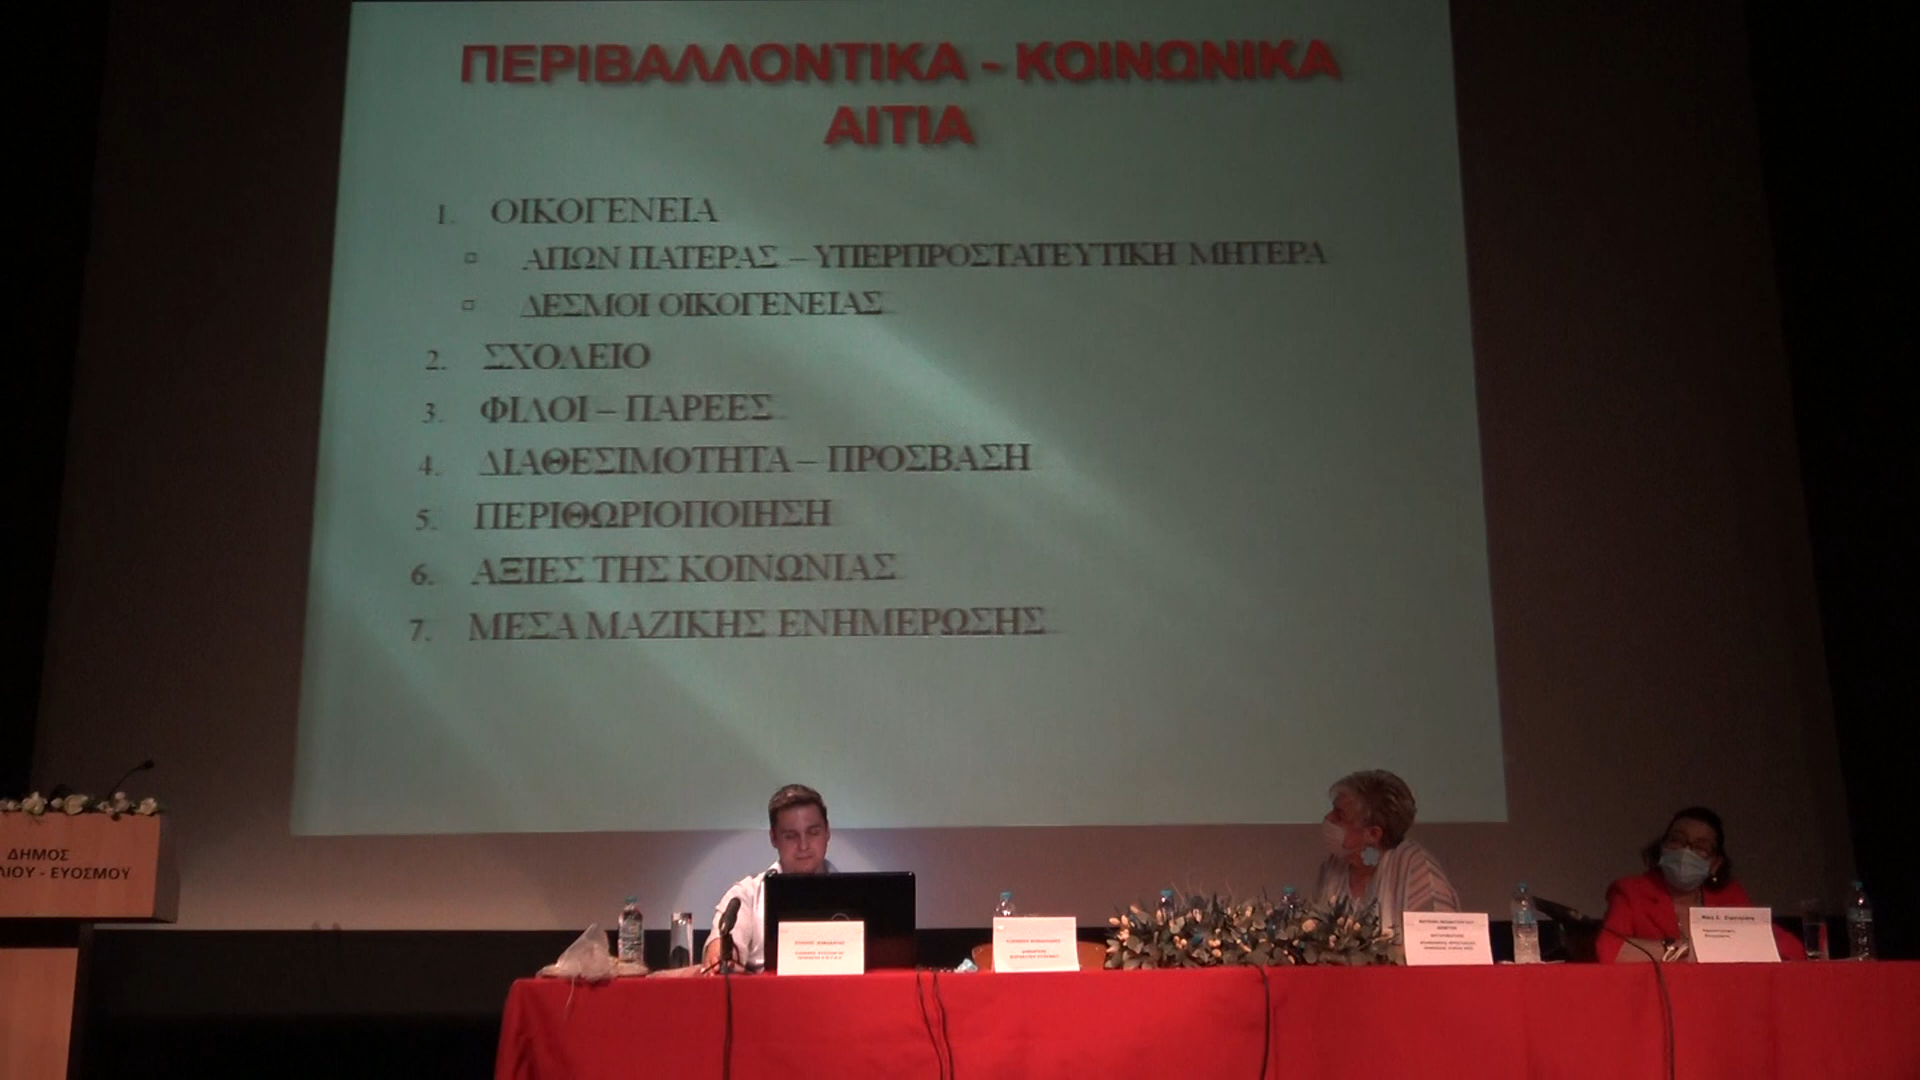 ΠΕΡΙΒΑΛΛΟΝΤΙΚΑ - ΚΟΙΝΩΝΙΚΑ
ΑΙΤΙΑ
1. ΟΙΚΟΓΕΝΕΙΑ
ΑΠΩΝ ΠΑΤΕΡΑΣ – ΥΠΕΡΠΡΟΣΤΑΤΕΥΤΙΚΗ ΜΗΤΕΡΑ
ΔΕΣΜΟΙ ΟΙΚΟΓΕΝΕΙΑΣ
2. ΣΧΟΛΕΙΟ
3. ΦΙΛΟΙ – ΠΑΡΕΕΣ
4. ΔΙΑΘΕΣΙΜΟΤΗΤΑ – ΠΡΟΣΒΑΣΗ
5. ΠΕΡΙΘΩΡΙΟΠΟΙΗΣΗ
6. ΑΞΙΕΣ ΤΗΣ ΚΟΙΝΩΝΙΑΣ
7. ΜΕΣΑ ΜΑΖΙΚΗΣ ΕΝΗΜΕΡΩΣΗΣ
ΔΗΜΟΣ
ΛΙΟΥ - ΕΥΟΣΜΟΥ